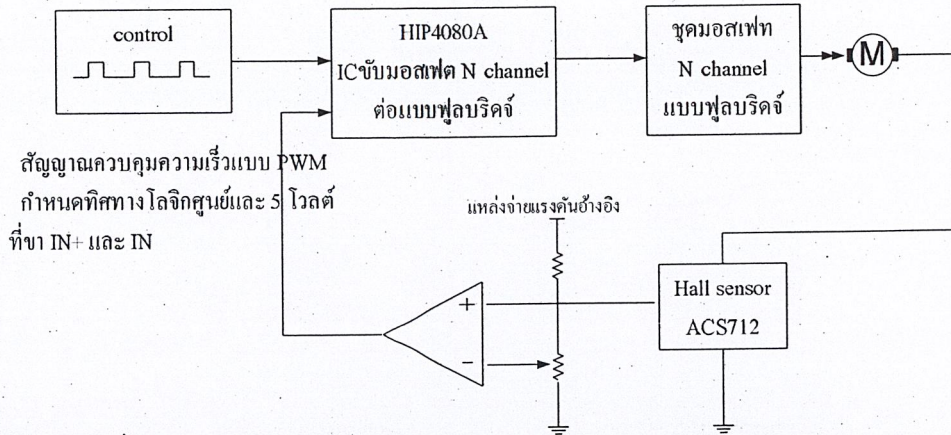 control
HIP4080A
ICขับมอสเฟต N channel
ต่อแบบฟูลบริดจ์
ชุดมอสเฟท
N channel
แบบฟูลบริดจ์
M
สัญญาณควบคุมความเร็วแบบ PWM
กำหนดทิศทางโลจิกศูนย์และ 5 โวลต์
ที่ขา IN+ และ IN
แหล่งจ่ายแรงดันอ้างอิง
Hall sensor
ACS712
+
−